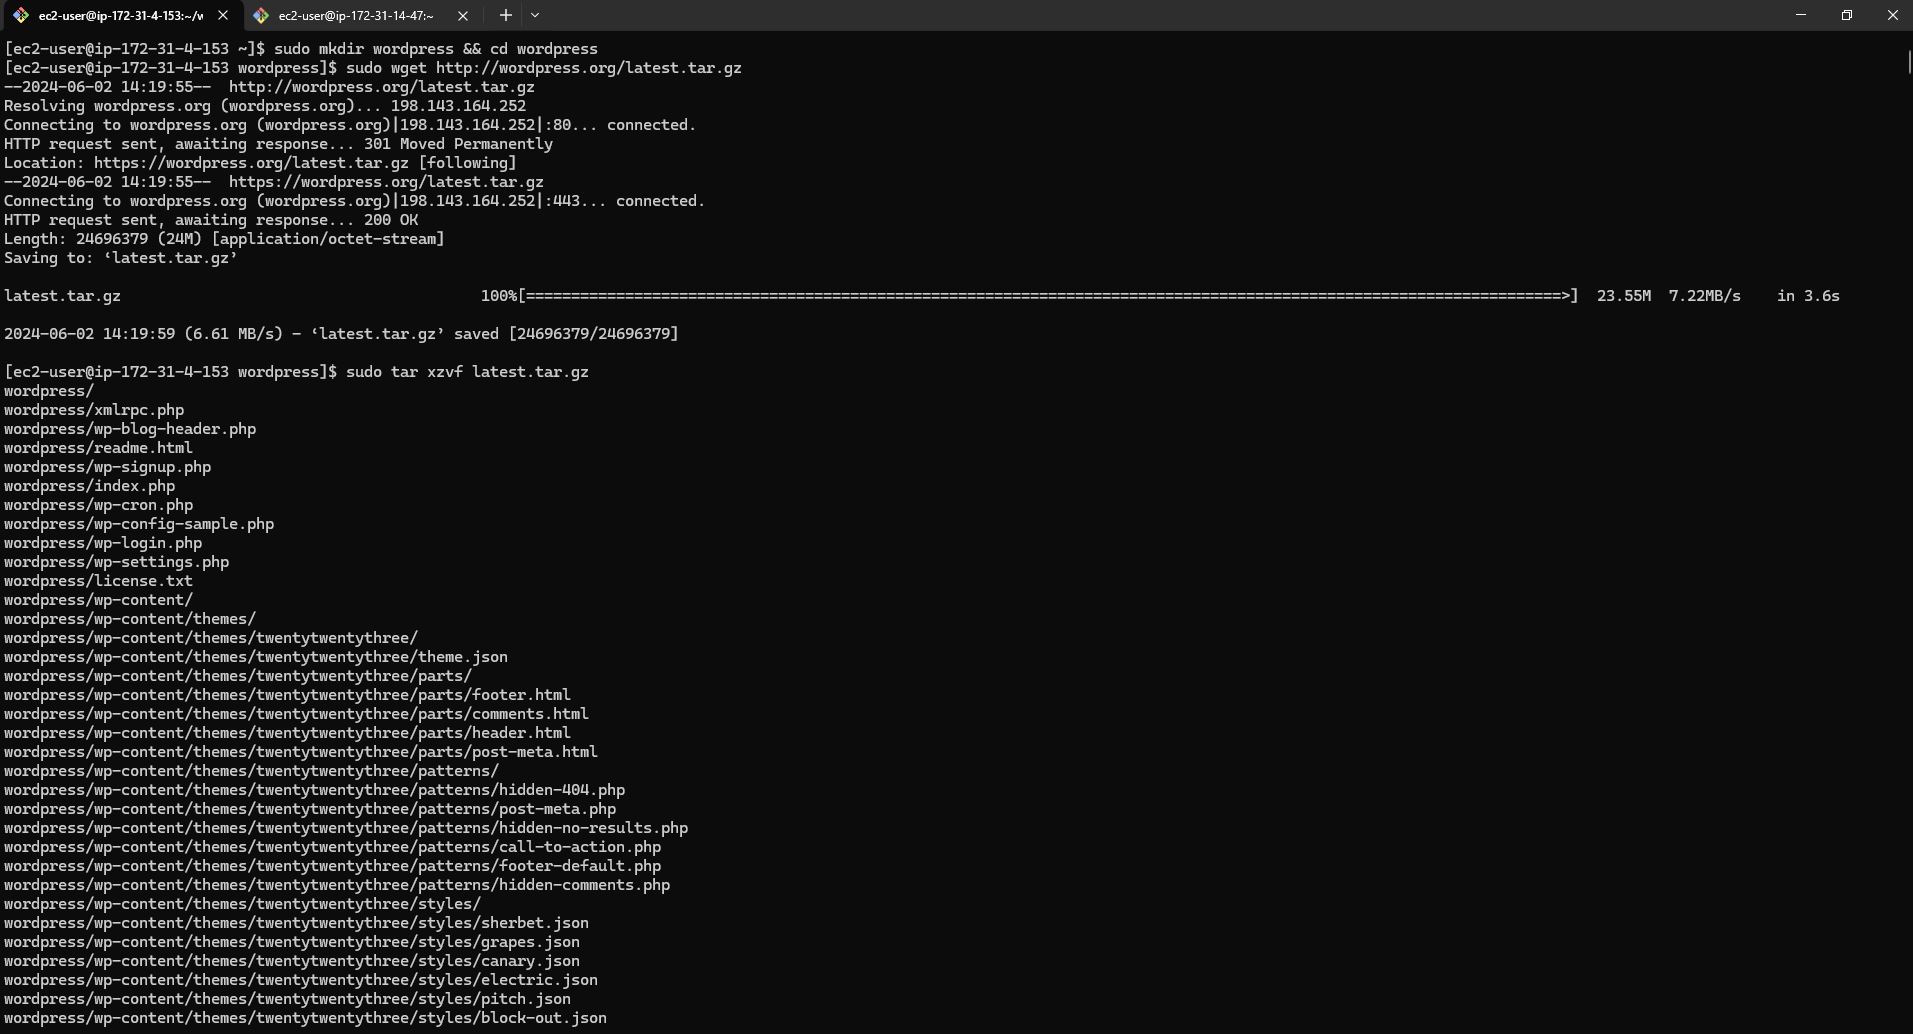 ec2-user@ip-172-31-4-153:~/w
ec2-user@ip-172-31-14-47:~
[ec2-user@ip-172-31-4-153 ~]$ sudo mkdir wordpress && cd wordpress
[ec2-user@ip-172-31-4-153 wordpress]$ sudo wget http://wordpress.org/latest.tar.gz
--2024-06-02 14:19:55--  http://wordpress.org/latest.tar.gz
Resolving wordpress.org (wordpress.org)... 198.143.164.252
Connecting to wordpress.org (wordpress.org)|198.143.164.252|:80... connected.
HTTP request sent, awaiting response... 301 Moved Permanently
Location: https://wordpress.org/latest.tar.gz [following]
--2024-06-02 14:19:55--  https://wordpress.org/latest.tar.gz
Connecting to wordpress.org (wordpress.org)|198.143.164.252|:443... connected.
HTTP request sent, awaiting response... 200 OK
Length: 24696379 (24M) [application/octet-stream]
Saving to: ‘latest.tar.gz’
latest.tar.gz 100%[===================================================================================================================>] 23.55M 7.22MB/s in 3.6s
2024-06-02 14:19:59 (6.61 MB/s) - ‘latest.tar.gz’ saved [24696379/24696379]
[ec2-user@ip-172-31-4-153 wordpress]$ sudo tar xzvf latest.tar.gz
wordpress/
wordpress/xmlrpc.php
wordpress/wp-blog-header.php
wordpress/readme.html
wordpress/wp-signup.php
wordpress/index.php
wordpress/wp-cron.php
wordpress/wp-config-sample.php
wordpress/wp-login.php
wordpress/wp-settings.php
wordpress/license.txt
wordpress/wp-content/
wordpress/wp-content/themes/
wordpress/wp-content/themes/twentytwentythree/
wordpress/wp-content/themes/twentytwentythree/theme.json
wordpress/wp-content/themes/twentytwentythree/parts/
wordpress/wp-content/themes/twentytwentythree/parts/footer.html
wordpress/wp-content/themes/twentytwentythree/parts/comments.html
wordpress/wp-content/themes/twentytwentythree/parts/header.html
wordpress/wp-content/themes/twentytwentythree/parts/post-meta.html
wordpress/wp-content/themes/twentytwentythree/patterns/
wordpress/wp-content/themes/twentytwentythree/patterns/hidden-404.php
wordpress/wp-content/themes/twentytwentythree/patterns/post-meta.php
wordpress/wp-content/themes/twentytwentythree/patterns/hidden-no-results.php
wordpress/wp-content/themes/twentytwentythree/patterns/call-to-action.php
wordpress/wp-content/themes/twentytwentythree/patterns/footer-default.php
wordpress/wp-content/themes/twentytwentythree/patterns/hidden-comments.php
wordpress/wp-content/themes/twentytwentythree/styles/
wordpress/wp-content/themes/twentytwentythree/styles/sherbet.json
wordpress/wp-content/themes/twentytwentythree/styles/grapes.json
wordpress/wp-content/themes/twentytwentythree/styles/canary.json
wordpress/wp-content/themes/twentytwentythree/styles/electric.json
wordpress/wp-content/themes/twentytwentythree/styles/pitch.json
wordpress/wp-content/themes/twentytwentythree/styles/block-out.json